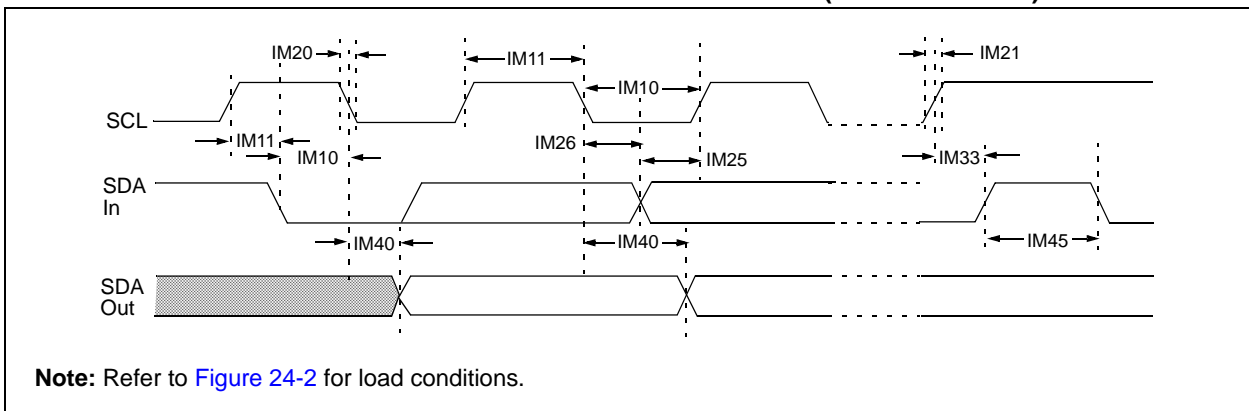 IM20
IM11
IM21
IM10
SCL
IM11
IM26
IM10
IM25
IM33
SDA
In
IM40
IM40
IM45
SDA
Out
Note: Refer to Figure 24-2 for load conditions.